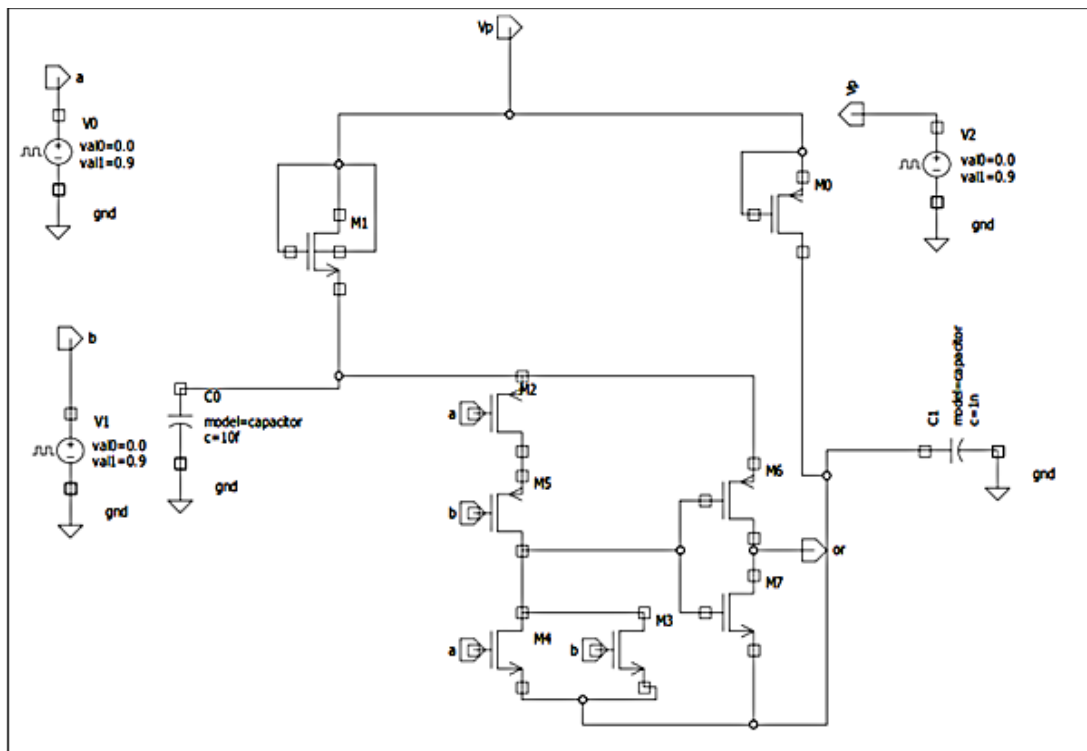 Vp
a
V0
val0=0.0
val1=0.9
gnd
Vp
V2
val0=0.0
val1=0.9
gnd
M0
M1
b
V1
val0=0.0
val1=0.9
gnd
C0
model=capacitor
c=10f
gnd
M2
a
M5
b
M6
C1
model=capacitor
c=1n
gnd
or
M7
M4
a
M3
b